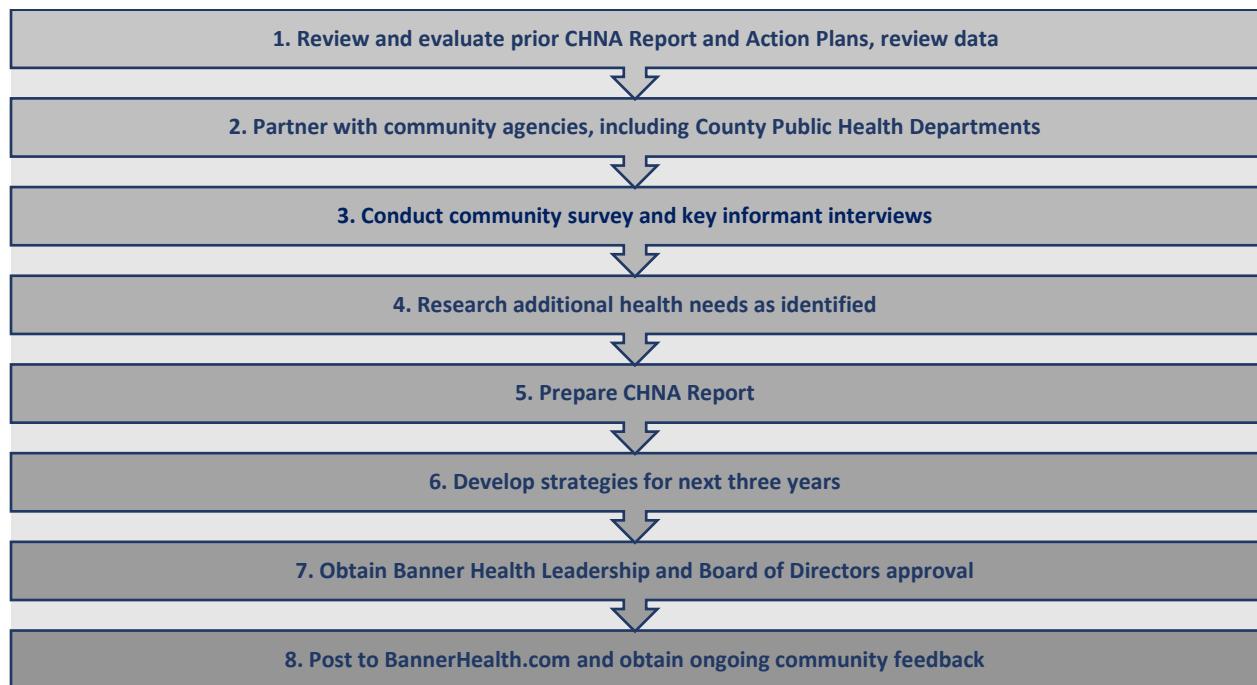 1. Review and evaluate prior CHNA Report and Action Plans, review data
2. Partner with community agencies, including County Public Health Departments
3. Conduct community survey and key informant interviews
4. Research additional health needs as identified
5. Prepare CHNA Report
6. Develop strategies for next three years
7. Obtain Banner Health Leadership and Board of Directors approval
8. Post to BannerHealth.com and obtain ongoing community feedback